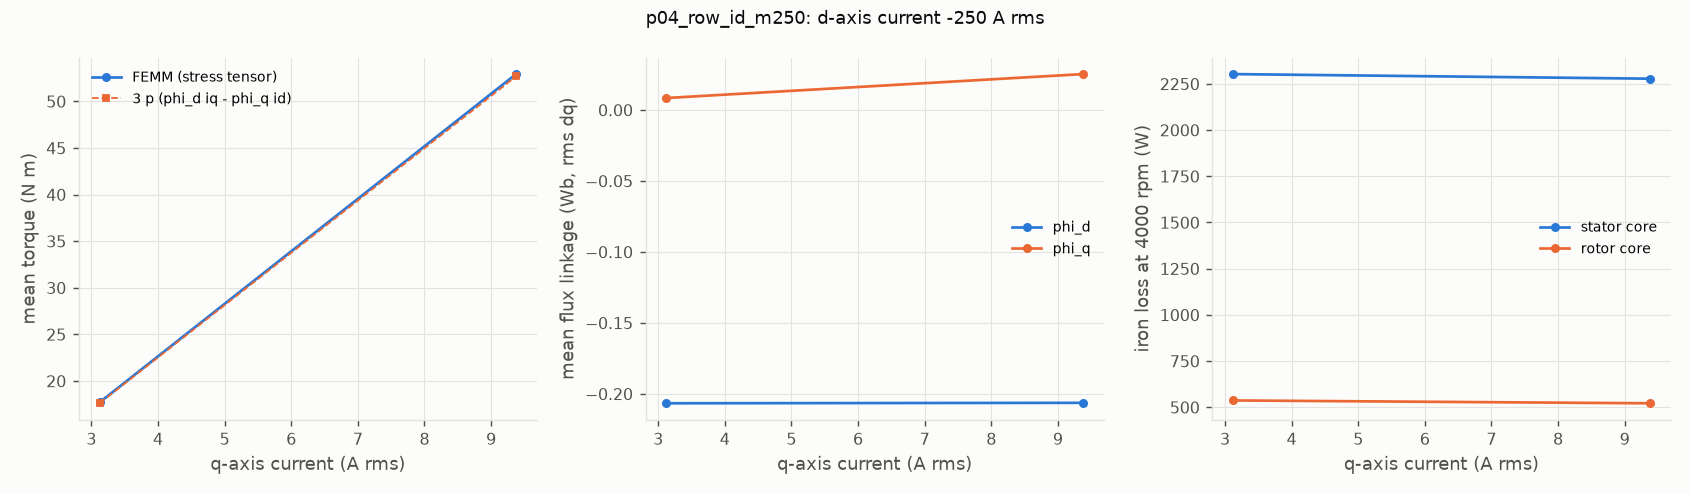 p04_row_id_m250: d-axis current -250 A rms
mean torque (N m)
50
45
40
35
30
25
20
FEMM (stress tensor)
3 p (phi_d iq - phi_q id)
3 4 5 6 7 8 9
q-axis current (A rms)
mean flux linkage (Wb, rms dq)
0.00
−0.05
−0.10
−0.15
−0.20
phi_d
phi_q
3 4 5 6 7 8 9
q-axis current (A rms)
iron loss at 4000 rpm (W)
2250
2000
1750
1500
1250
1000
750
500
stator core
rotor core
3 4 5 6 7 8 9
q-axis current (A rms)